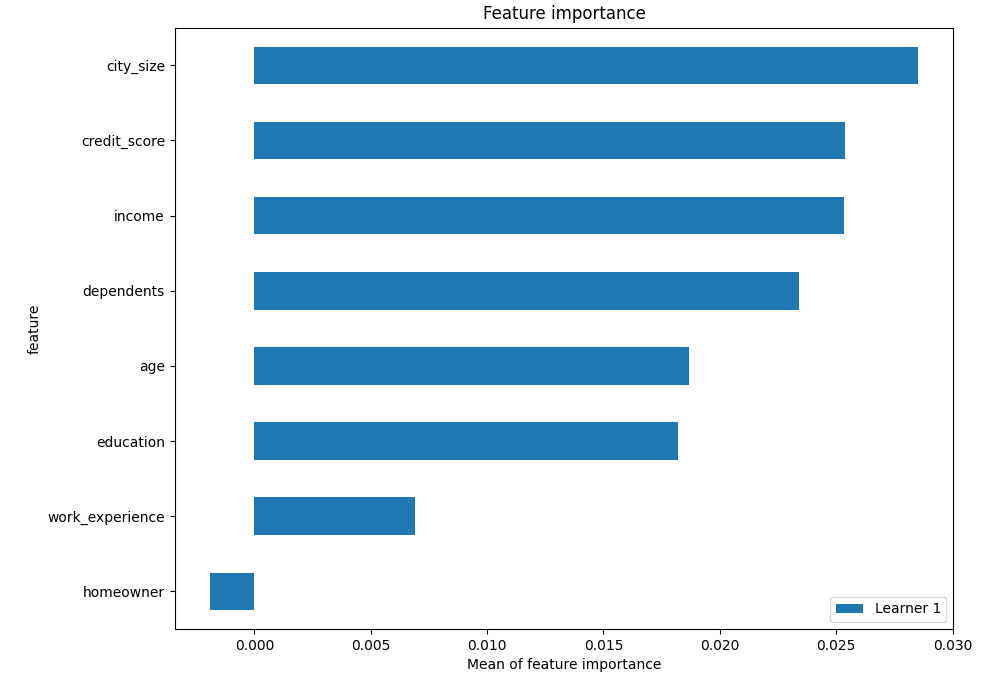 Feature importance
city_size
credit_score
income
dependents
age
education
work_experience
homeowner
feature
Learner 1
0.000 0.005 0.010 0.015 0.020 0.025 0.030
Mean of feature importance